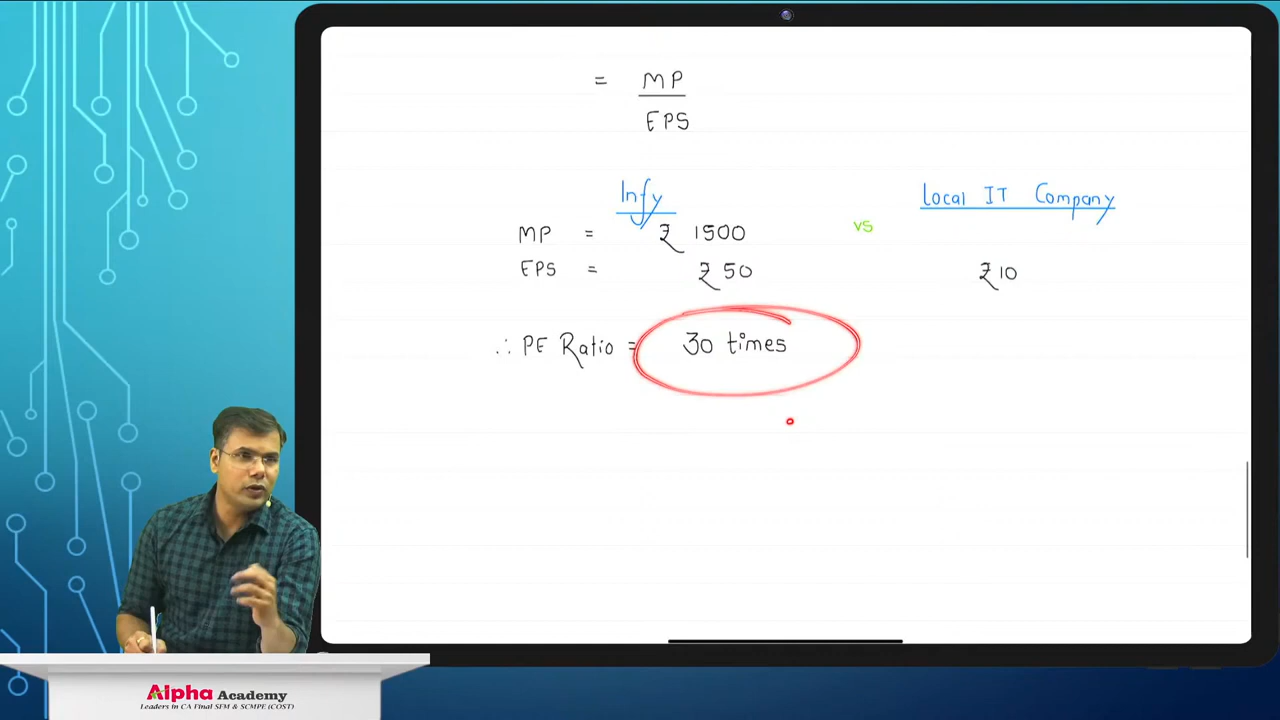 = MP
EPS
Infy
vs
Local IT Company
MP = ₹ 1500
EPS = ₹ 50
₹ 10
∴ PE Ratio = 30 times
Alpha Academy
Leaders in CA Final SFM & SCMPE (COST)